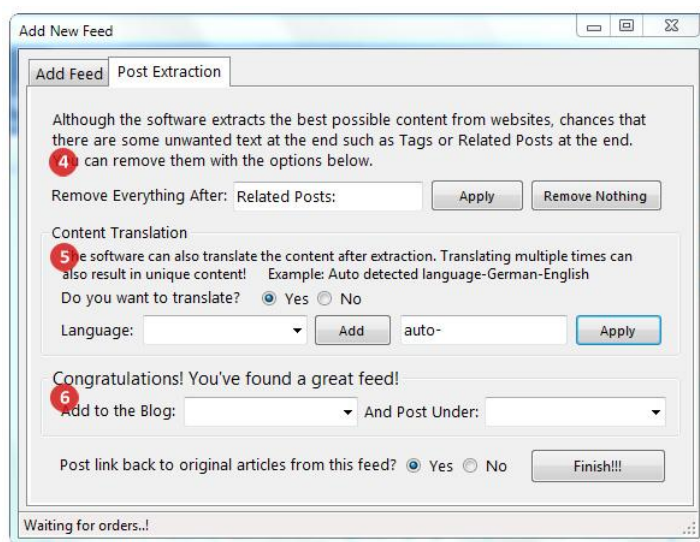 Add New Feed
Add Feed
Post Extraction
Although the software extracts the best possible content from websites, chances that
there are some unwanted text at the end such as Tags or Related Posts at the end.
4
can remove them with the options below.
Remove Everything After: Related Posts: Apply Remove Nothing
Content Translation
5
software can also translate the content after extraction. Translating multiple times can
also result in unique content! Example: Auto detected language-German-English
Do you want to translate? Yes No
Language: Add auto- Apply
Congratulations! You've found a great feed!
6
Add to the Blog: And Post Under:
Post link back to original articles from this feed? Yes No Finish!!!
Waiting for orders..!